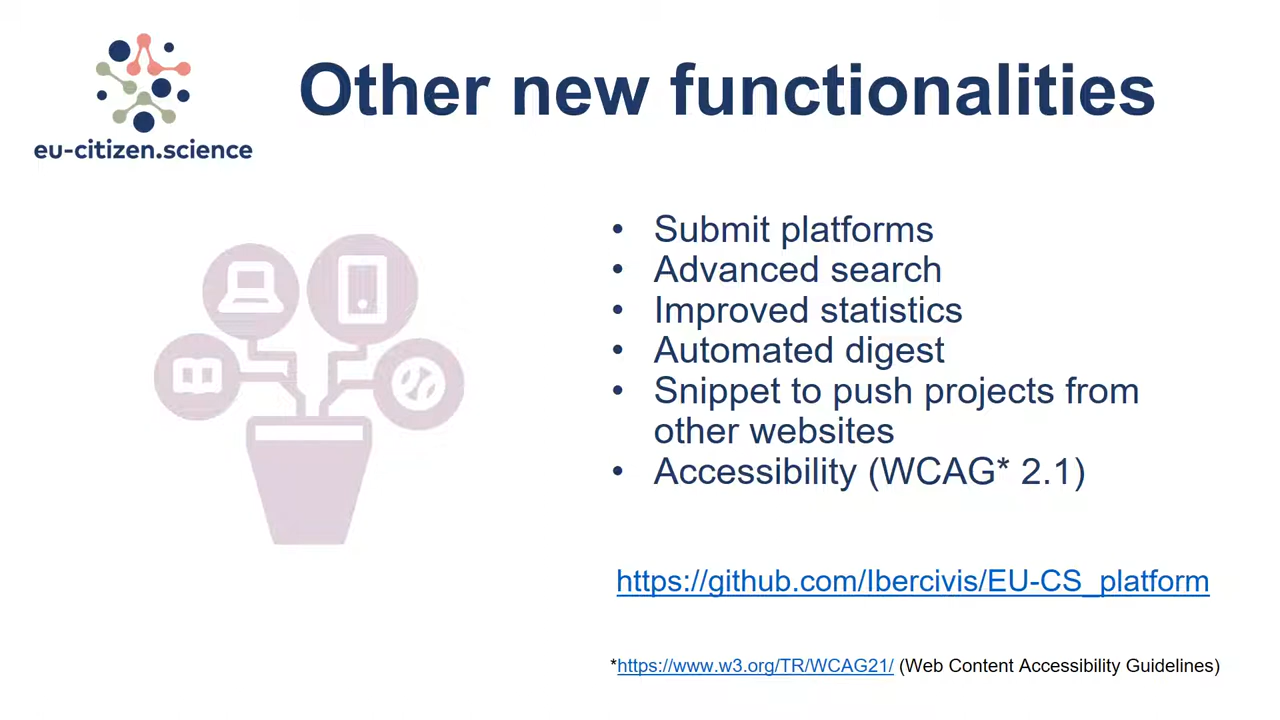 eu-citizen.science
Other new functionalities
• Submit platforms
• Advanced search
• Improved statistics
• Automated digest
• Snippet to push projects from
other websites
• Accessibility (WCAG* 2.1)
https://github.com/Ibercivis/EU-CS_platform
*https://www.w3.org/TR/WCAG21/ (Web Content Accessibility Guidelines)